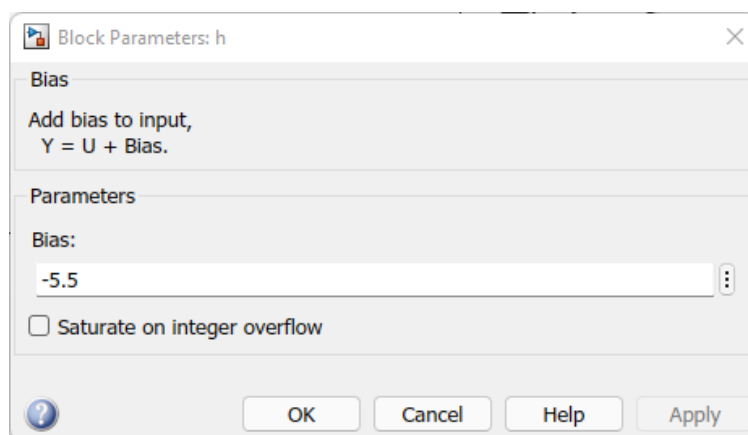 Block Parameters: h
Bias
Add bias to input,
Y = U + Bias.
Parameters
Bias:
-5.5
Saturate on integer overflow
?
OK Cancel Help Apply